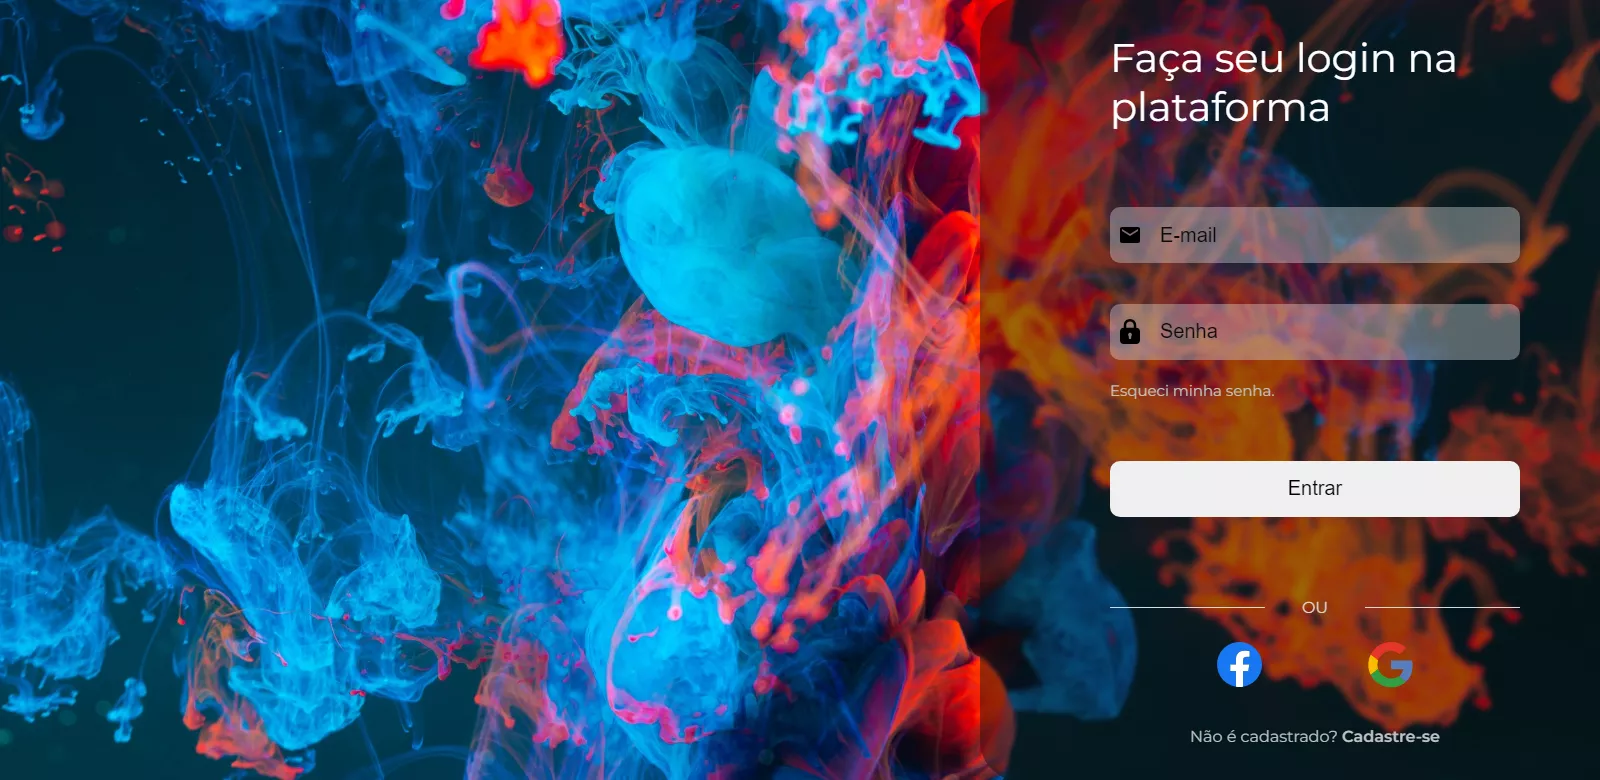 Faça seu login na
plataforma
E-mail
Senha
Esqueci minha senha.
Entrar
OU
Não é cadastrado? Cadastre-se